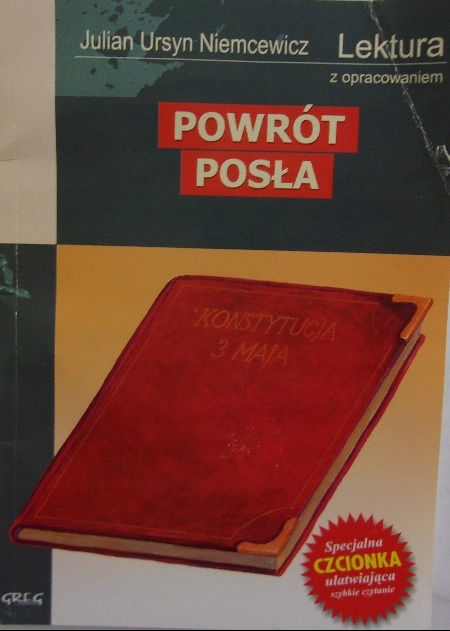 Julian Ursyn Niemcewicz
Lektura
z opracowaniem
POWRÓT
POSŁA
KONSTYTUCJA
3 MAJA
Specjalna
CZCIONKA
ułatwiająca
szybkie czytanie
GREG